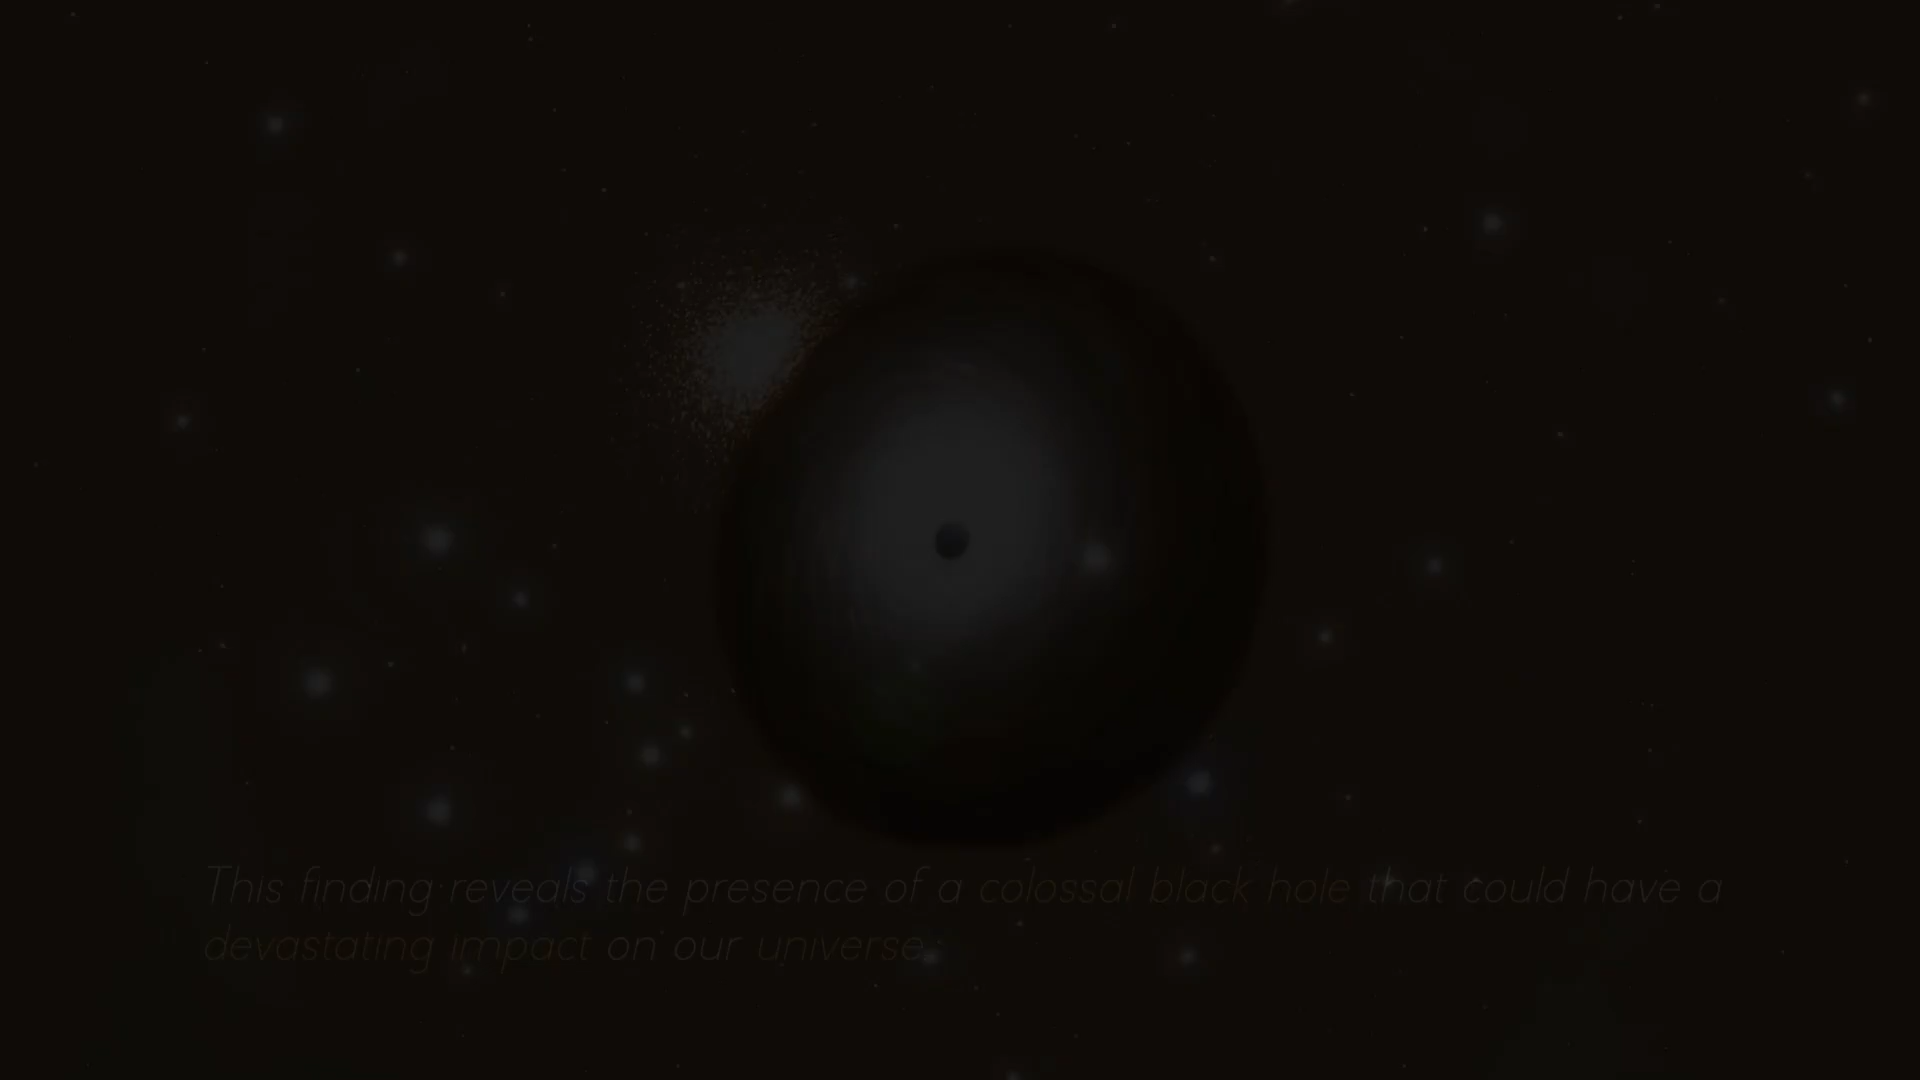 This finding reveals the presence of a colossal black hole that could have a
devastating impact on our universe.